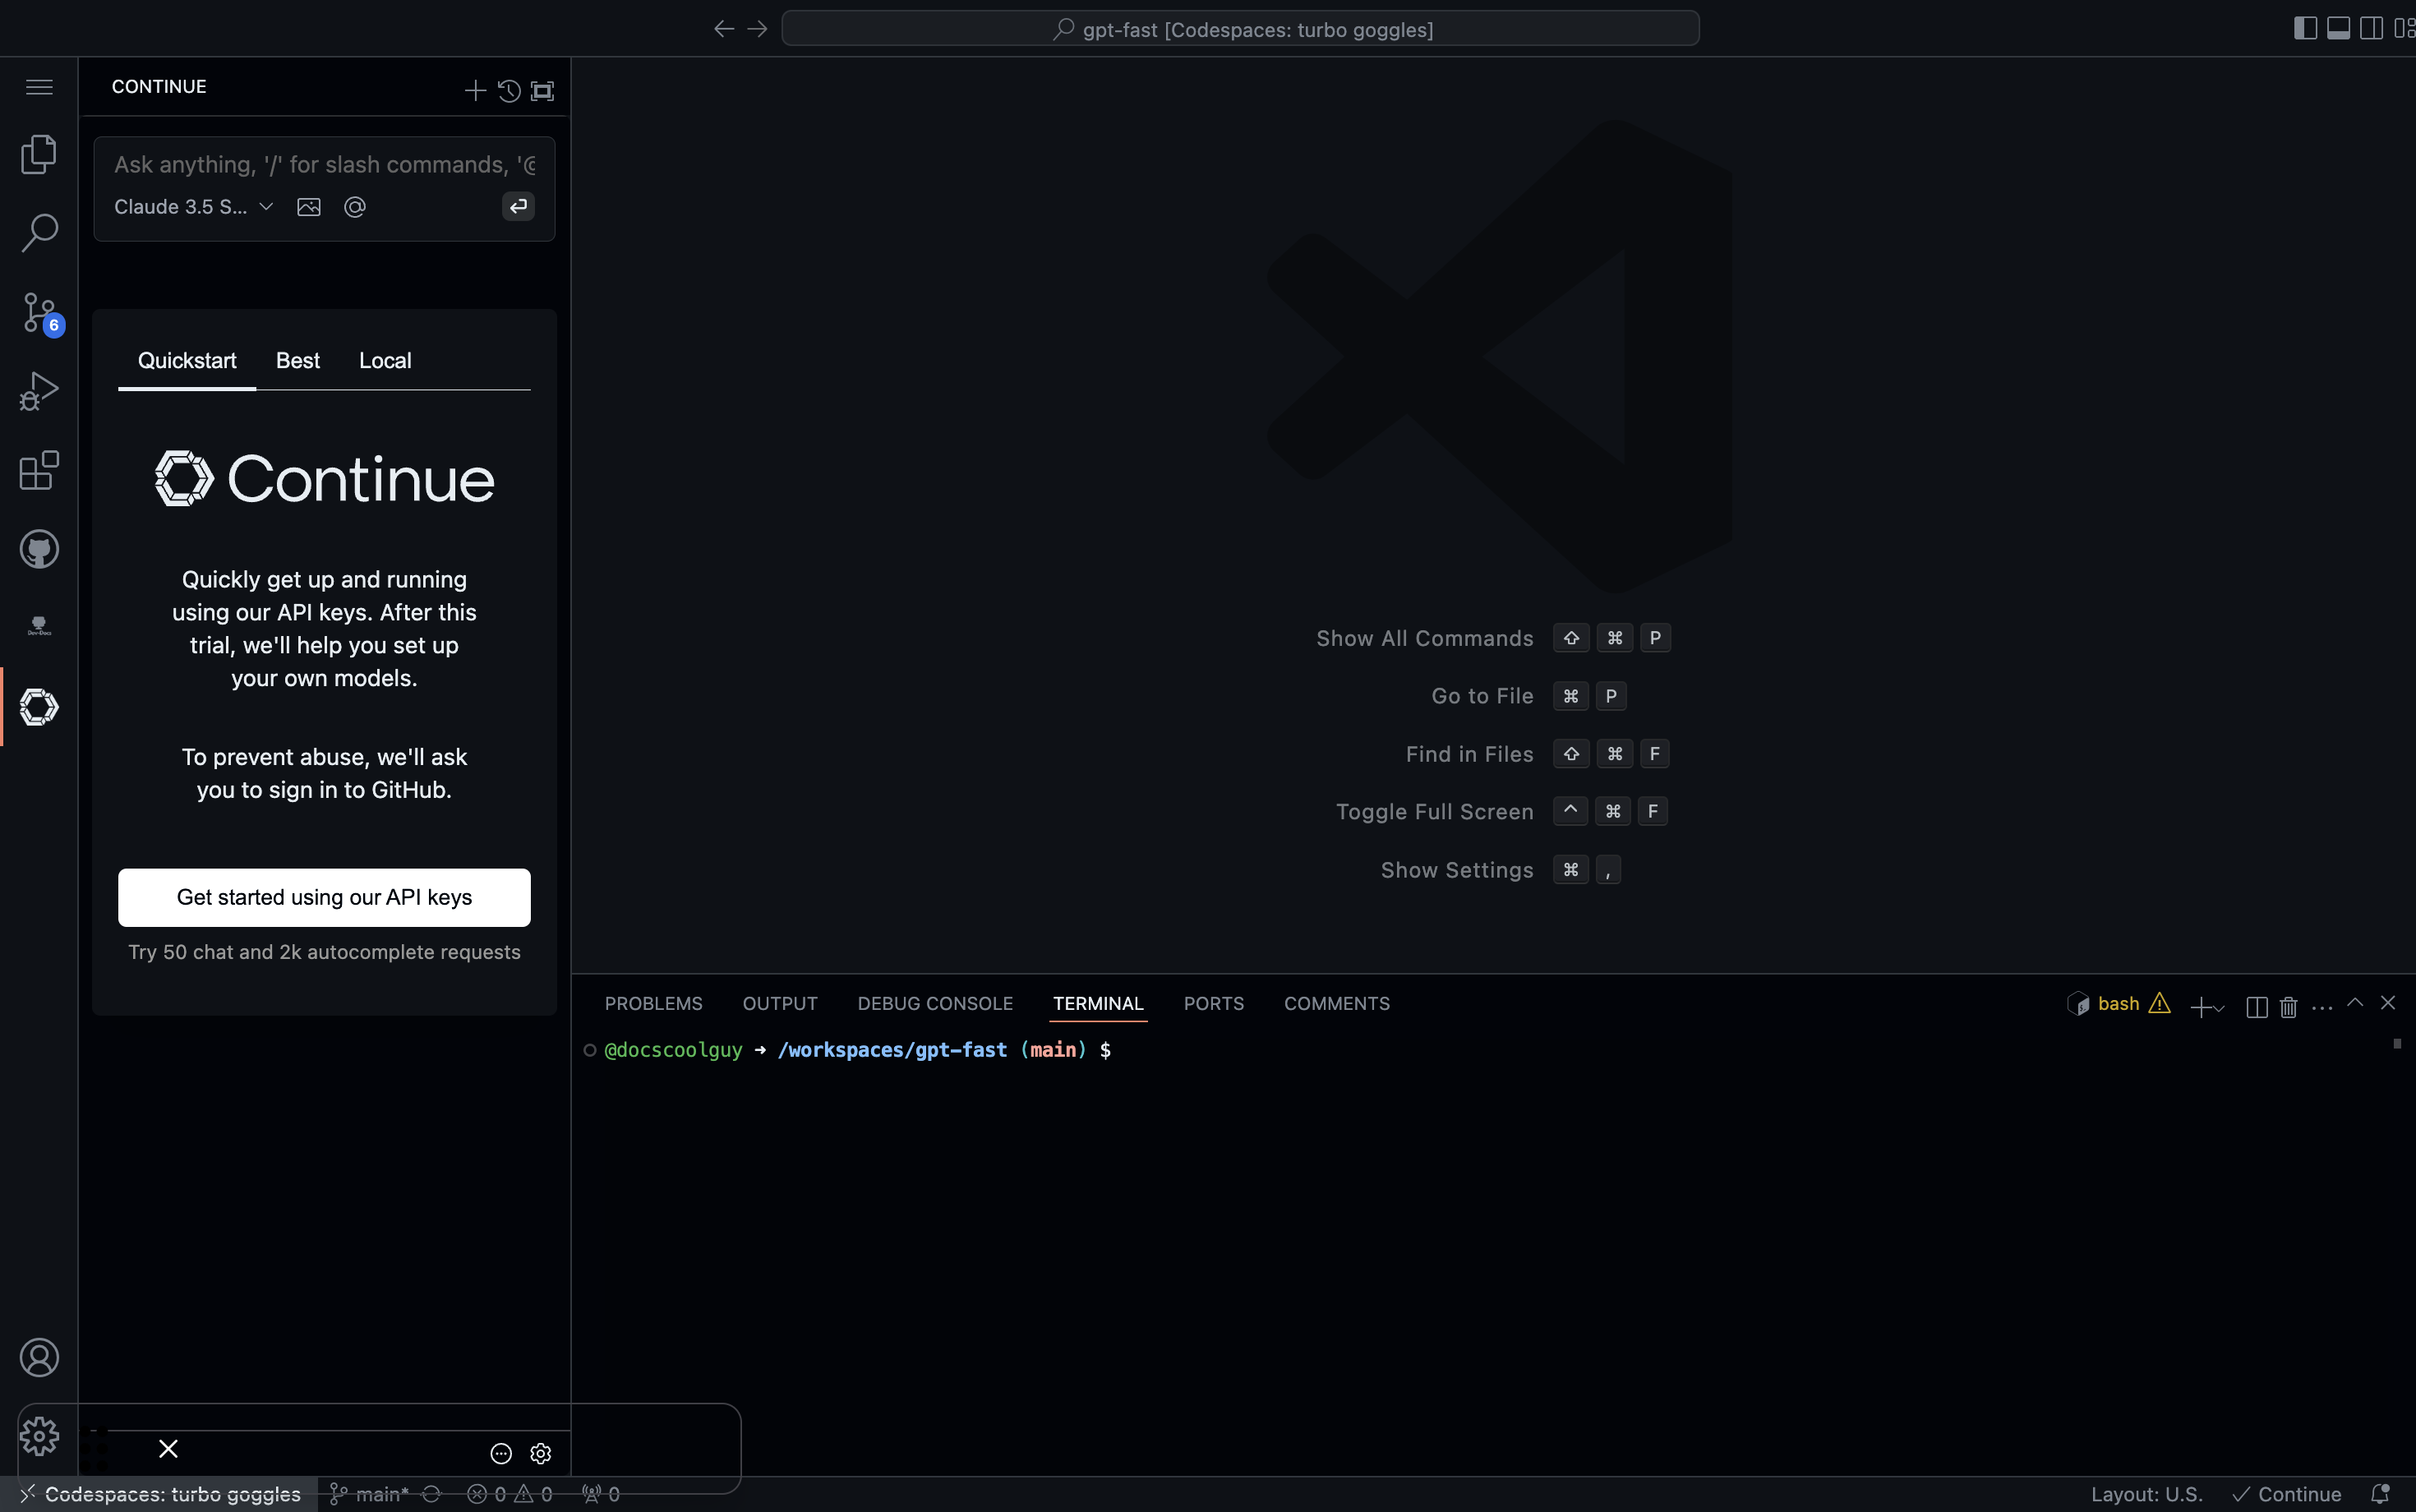 gpt-fast [Codespaces: turbo goggles]
CONTINUE
Ask anything, '/' for slash commands, '@
Claude 3.5 S...
6
Quickstart Best Local
Continue
Quickly get up and running
using our API keys. After this
trial, we'll help you set up
your own models.
To prevent abuse, we'll ask
you to sign in to GitHub.
Get started using our API keys
Try 50 chat and 2k autocomplete requests
Dev-Docs
Show All Commands ⇧ ⌘ P
Go to File ⌘ P
Find in Files ⇧ ⌘ F
Toggle Full Screen ^ ⌘ F
Show Settings ⌘ ,
PROBLEMS OUTPUT DEBUG CONSOLE TERMINAL PORTS COMMENTS
bash
@docscoolguy ➜ /workspaces/gpt-fast (main) $
Codespaces: turbo goggles main* 0 0 0
Layout: U.S. Continue